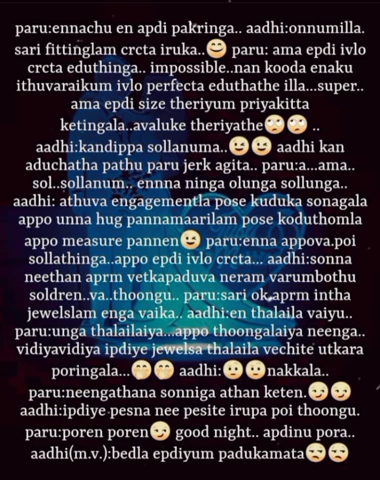 paru:ennachu en apdi pakringa.. aadhi:onnumilla.
sari fittinglam crcta iruka..😊 paru: ama epdi ivlo
crcta eduthinga.. impossible..nan kooda enaku
ithuvaraikum ivlo perfecta eduthathe illa...super..
ama epdi size theriyum priyakitta
ketingala..avaluke theriyathe🙄🙄 ..
aadhi:kandippa sollanuma..😉😉 aadhi kan
aduchatha pathu paru jerk agita.. paru:a...ama..
sol..sollanum.. ennna ninga olunga sollunga..
aadhi: athuva engagementla pose kuduka sonagala
appo unna hug pannamaarilam pose koduthomla
appo measure pannen😉 paru:enna appova.poi
sollathinga..appo epdi ivlo crcta... aadhi:sonna
neethan aprm vetkapaduva neram varumbothu
soldren..va..thoongu.. paru:sari ok,aprm intha
jewelslam enga vaika.. aadhi:en thalaila vaiyu..
paru:unga thalailaiya...appo thoongalaiya neenga..
vidiyavidiya ipdiye jewelsa thalaila vechite utkara
poringala...🤭🤭 aadhi:😟😟nakkala..
paru:neengathana sonniga athan keten.😏😏
aadhi:ipdiye pesna nee pesite irupa poi thoongu.
paru:poren poren😏 good night.. apdinu pora..
aadhi(m.v.):bedla epdiyum padukamata😒😒